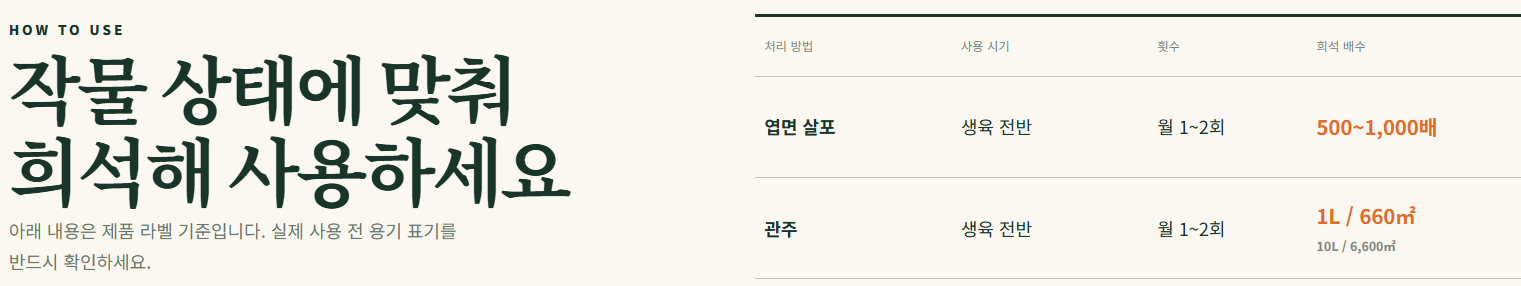 HOW TO USE
작물 상태에 맞춰
희석해 사용하세요
아래 내용은 제품 라벨 기준입니다. 실제 사용 전 용기 표기를
반드시 확인하세요.
처리 방법 사용 시기 횟수 희석 배수
엽면 살포 생육 전반 월 1~2회 500~1,000배
관주 생육 전반 월 1~2회 1L / 660㎡
10L / 6,600㎡